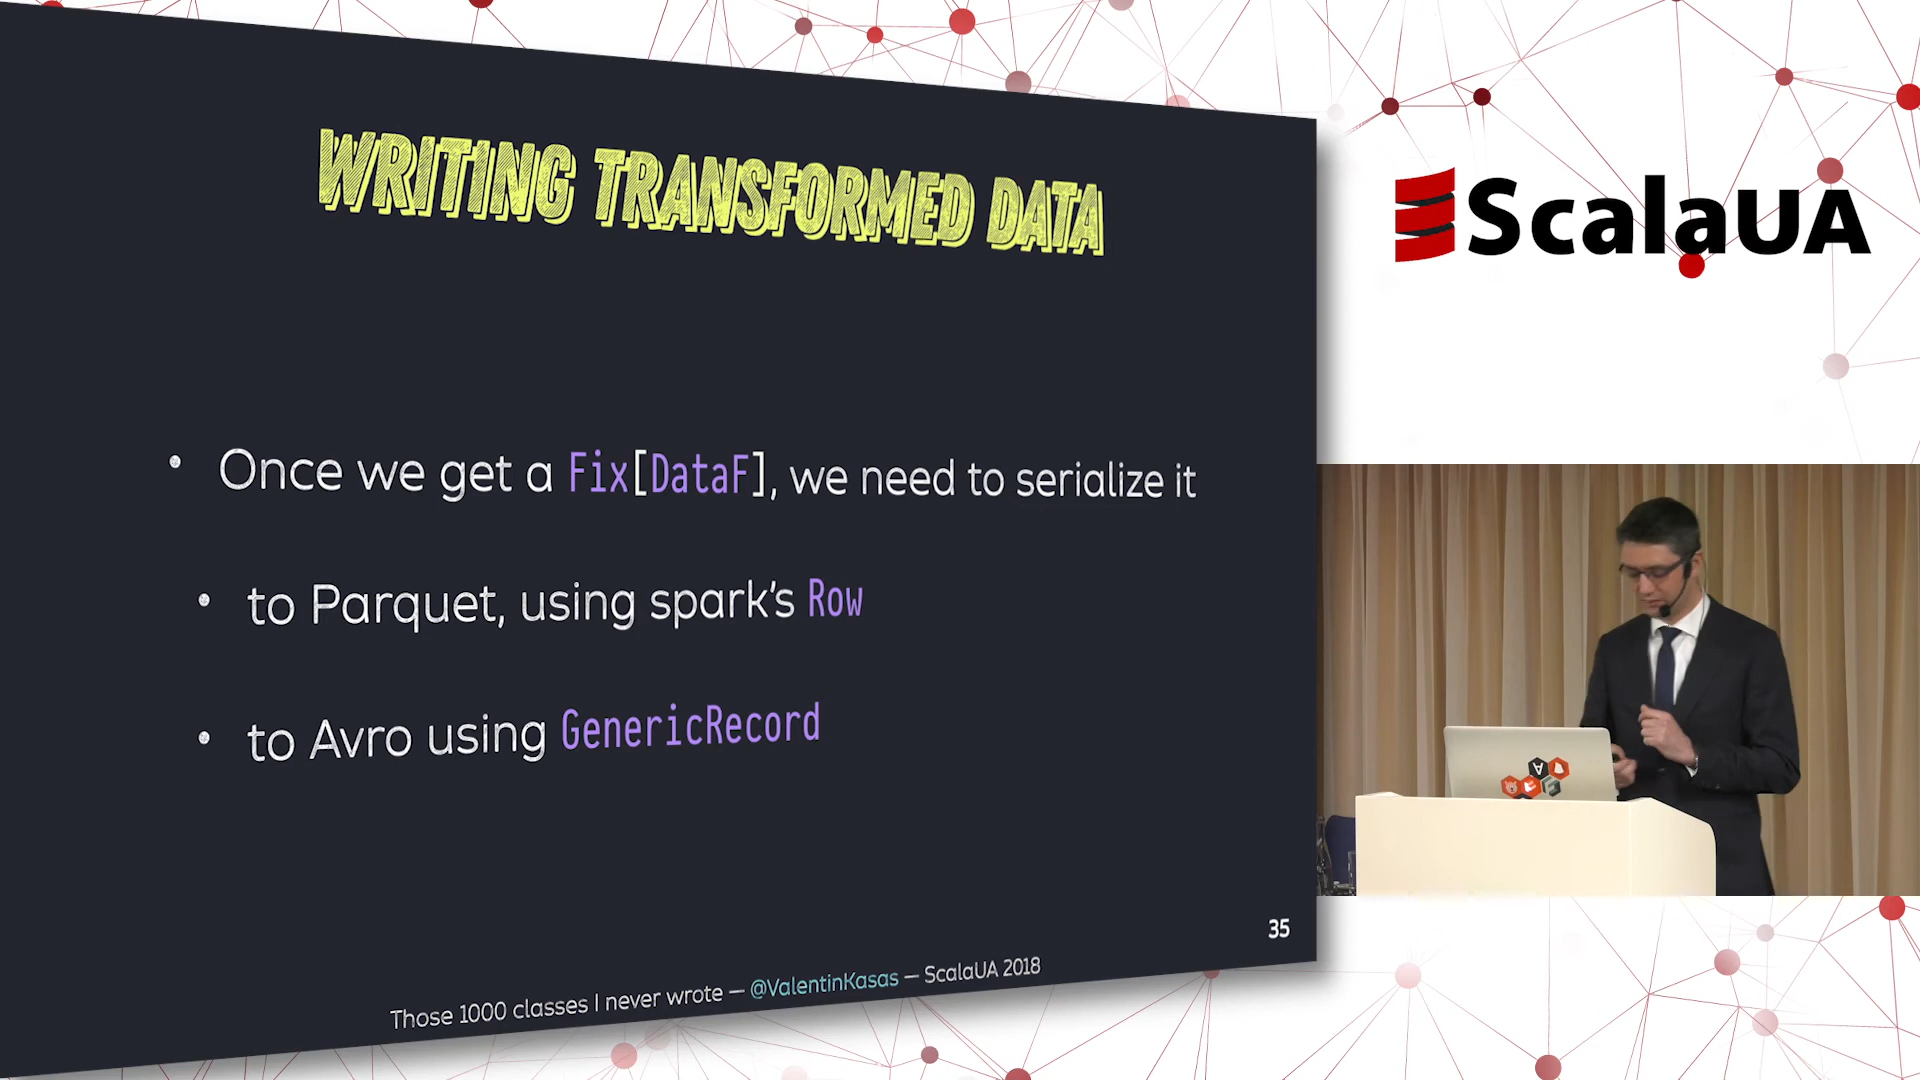 WRITING TRANSFORMED DATA
• Once we get a Fix[DataF], we need to serialize it
• to Parquet, using spark's Row
• to Avro using GenericRecord
35
Those 1000 classes I never wrote — @ValentinKasas — ScalaUA 2018
ScalaUA